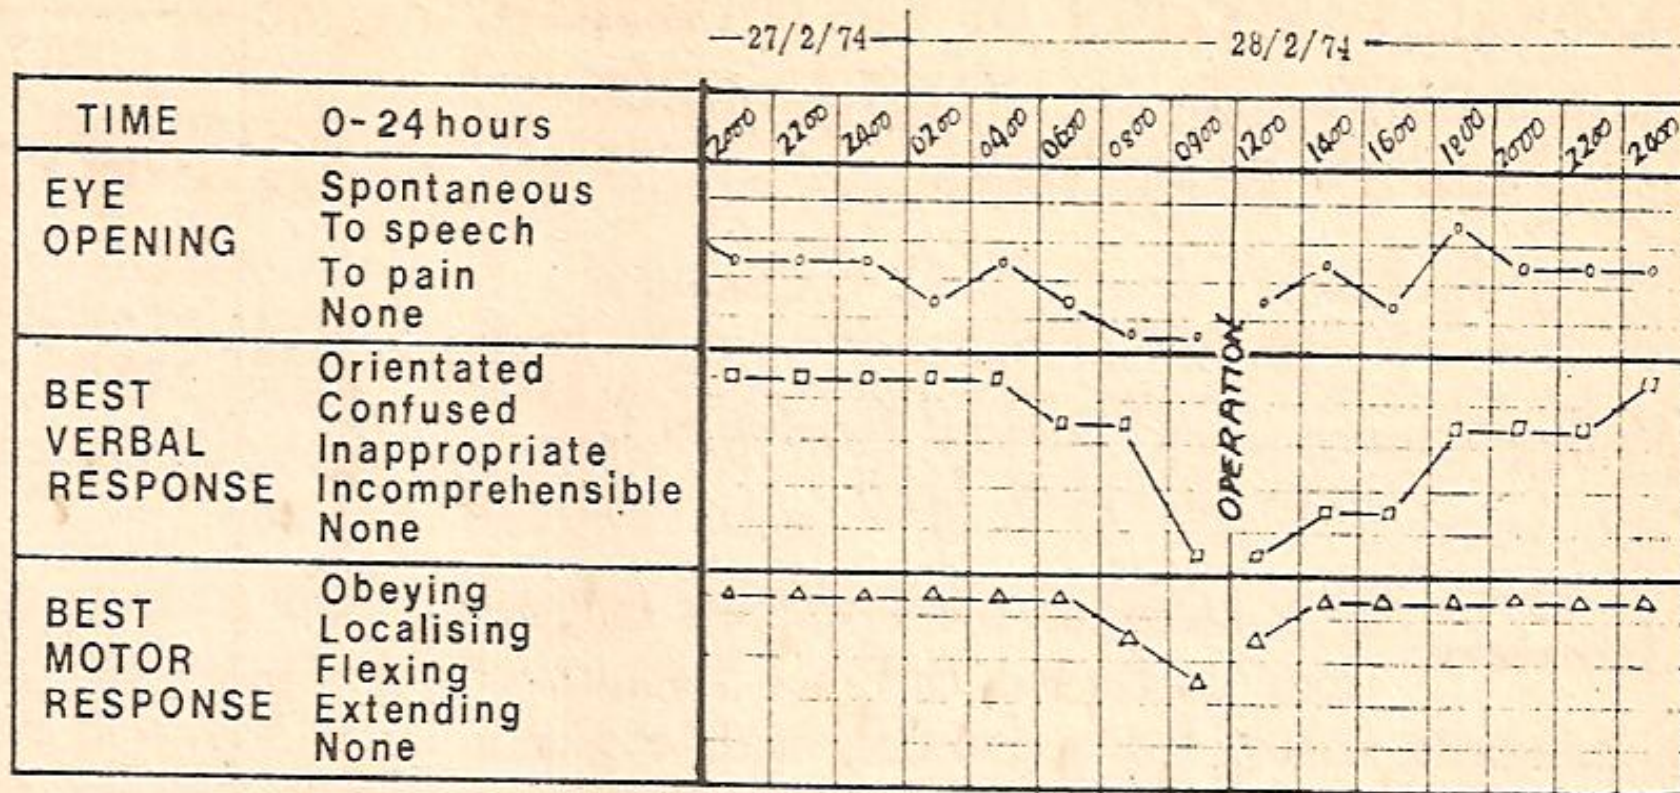 27/2/74 28/2/74
TIME 0-24 hours 2000 2200 2400 0200 0400 0600 0800 0900 1200 1400 1600 1800 2000 2200 2400
EYE OPENING
Spontaneous
To speech
To pain
None
BEST VERBAL RESPONSE
Orientated
Confused
Inappropriate
Incomprehensible
None
OPERATION
BEST MOTOR RESPONSE
Obeying
Localising
Flexing
Extending
None